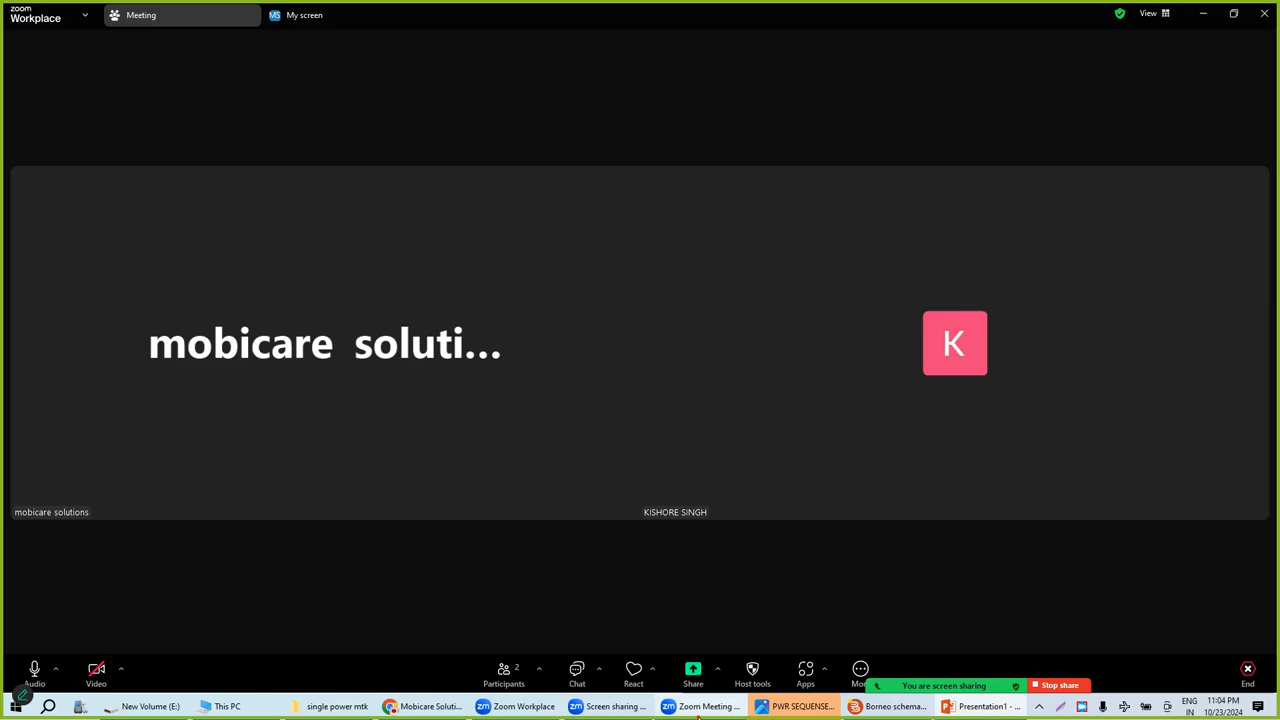 zoom
Workplace
Meeting
MS My screen
View
mobicare soluti...
K
mobicare solutions
KISHORE SINGH
Audio
Video
2
Participants
Chat
React
Share
Host tools
Apps
End
You are screen sharing
Stop share
New Volume (E:)
This PC
single power mtk
Mobicare Soluti...
zm Zoom Workplace
zm Screen sharing ...
zm Zoom Meeting ...
PWR SEQUENSE...
Borneo schema...
Presentation1 - ...
ENG
IN
11:04 PM
10/23/2024